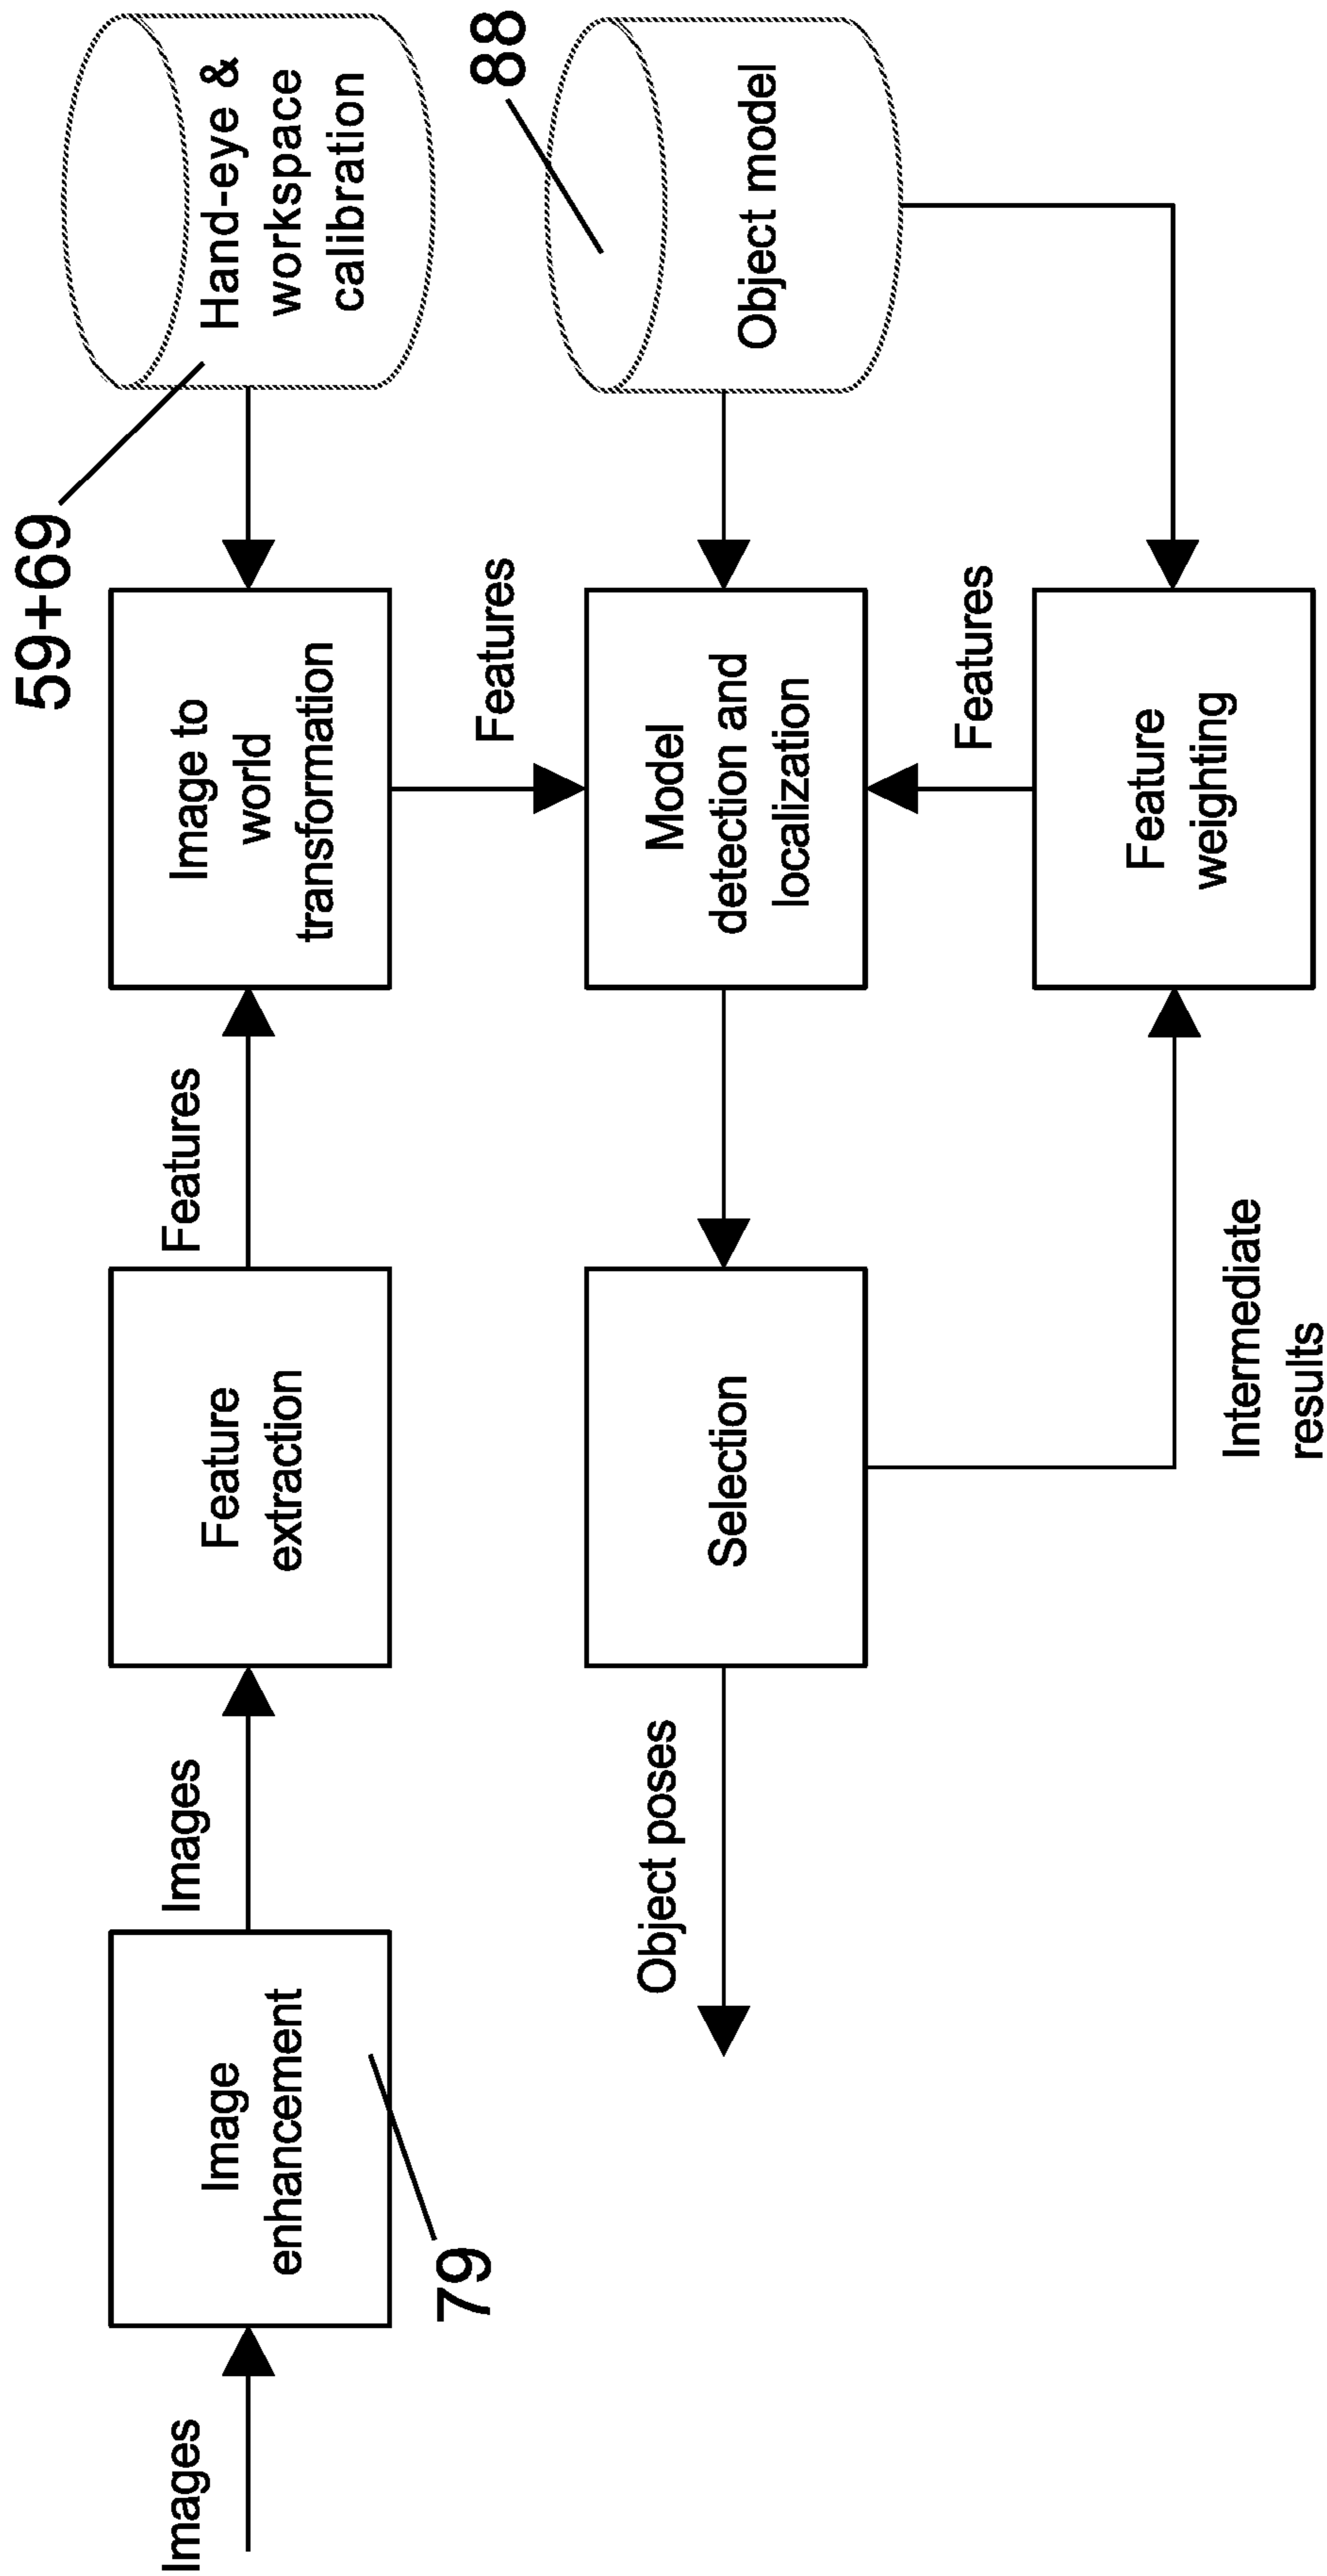 Images
Image
enhancement
79
Images
Feature
extraction
Features
Image to
world
transformation
59+69
Hand-eye &
workspace
calibration
Features
88
Object model
Model
detection and
localization
Selection
Object poses
Features
Feature
weighting
Intermediate
results